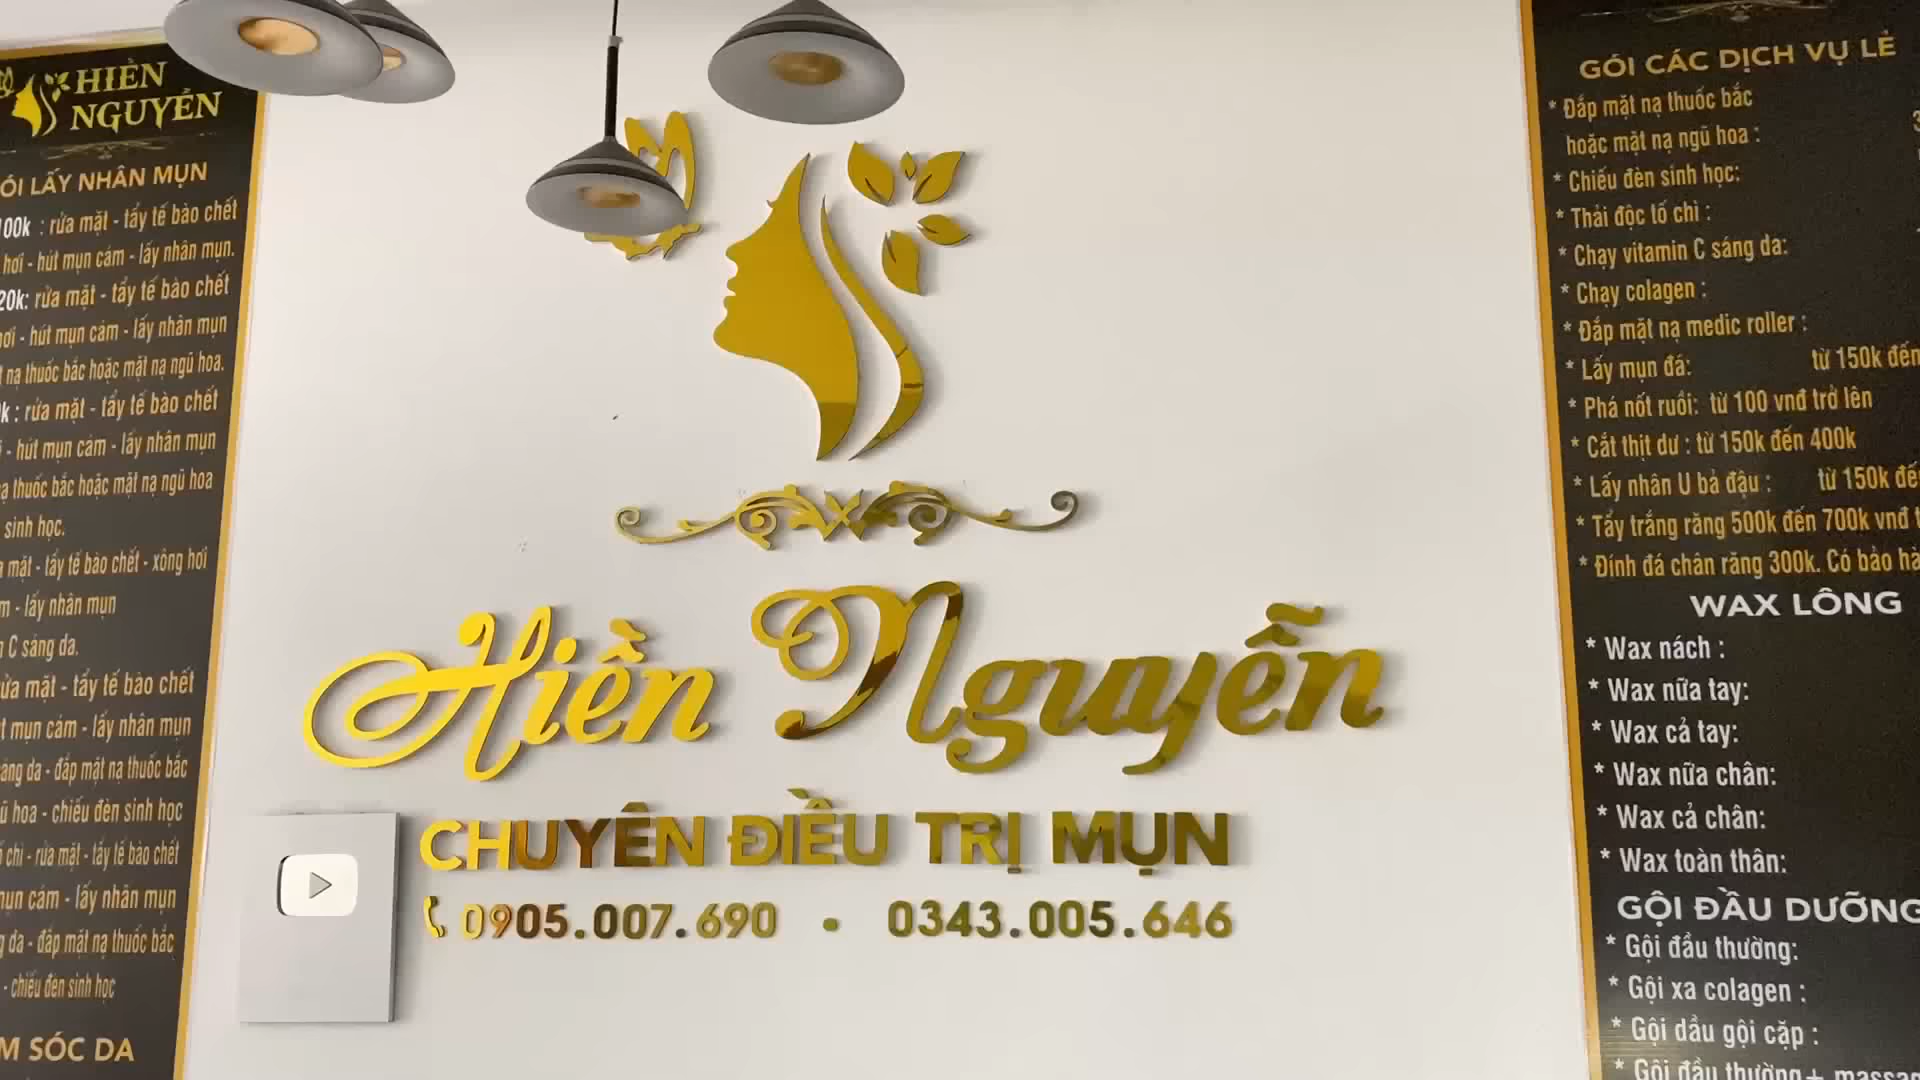 HIỀN
NGUYỄN
ÓI LẤY NHÂN MỤN
100k : rửa mặt - tẩy tế bào chết
hơi - hút mụn cám - lấy nhân mụn.
20k: rửa mặt - tẩy tế bào chết
hơi - hút mụn cám - lấy nhân mụn
nạ thuốc bắc hoặc mặt nạ ngũ hoa.
k : rửa mặt - tẩy tế bào chết
- hút mụn cám - lấy nhân mụn
thuốc bắc hoặc mặt nạ ngũ hoa
sinh học.
mặt - tẩy tế bào chết - xông hơi
m - lấy nhân mụn
C sáng da.
rửa mặt - tẩy tế bào chết
mụn cám - lấy nhân mụn
sáng da - đắp mặt nạ thuốc bắc
hoa - chiếu đèn sinh học
chì - rửa mặt - tẩy tế bào chết
mụn cám - lấy nhân mụn
da - đắp mặt nạ thuốc bắc
- chiếu đèn sinh học
M SÓC DA
Hiền Nguyễn
CHUYÊN ĐIỀU TRỊ MỤN
0905.007.690 • 0343.005.646
GÓI CÁC DỊCH VỤ LẺ
* Đắp mặt nạ thuốc bắc
hoặc mặt nạ ngũ hoa :
* Chiếu đèn sinh học:
* Thải độc tố chì :
* Chạy vitamin C sáng da:
* Chạy colagen :
* Đắp mặt nạ medic roller :
* Lấy mụn đá: từ 150k đến
* Phá nốt ruồi: từ 100 vnđ trở lên
* Cắt thịt dư : từ 150k đến 400k
* Lấy nhân U bả đậu : từ 150k đến
* Tẩy trắng răng 500k đến 700k vnđ
* Đính đá chân răng 300k. Có bảo
WAX LÔNG
* Wax nách :
* Wax nữa tay:
* Wax cả tay:
* Wax nữa chân:
* Wax cả chân:
* Wax toàn thân:
GỘI ĐẦU DƯỠNG
* Gội đầu thường:
* Gội xa colagen :
* Gội dầu gội cặp :
* Gội đầu thường + massag